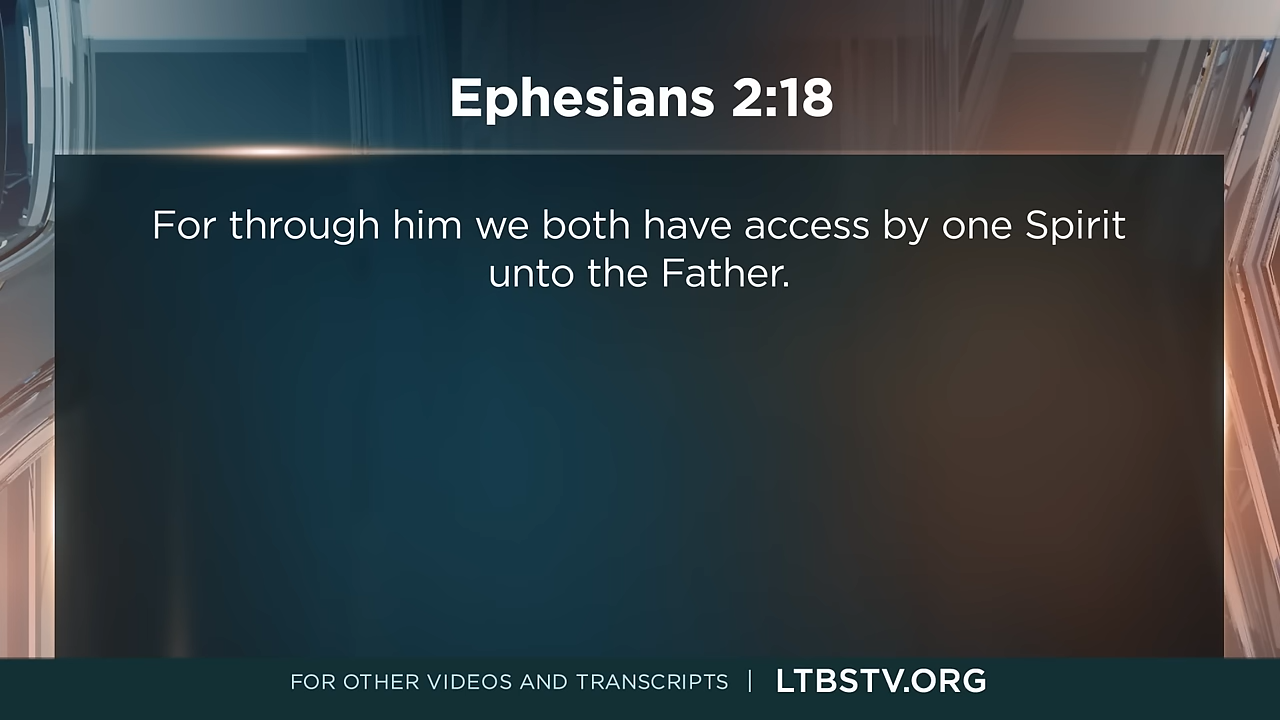 Ephesians 2:18
For through him we both have access by one Spirit
unto the Father.
FOR OTHER VIDEOS AND TRANSCRIPTS | LTBSTV.ORG